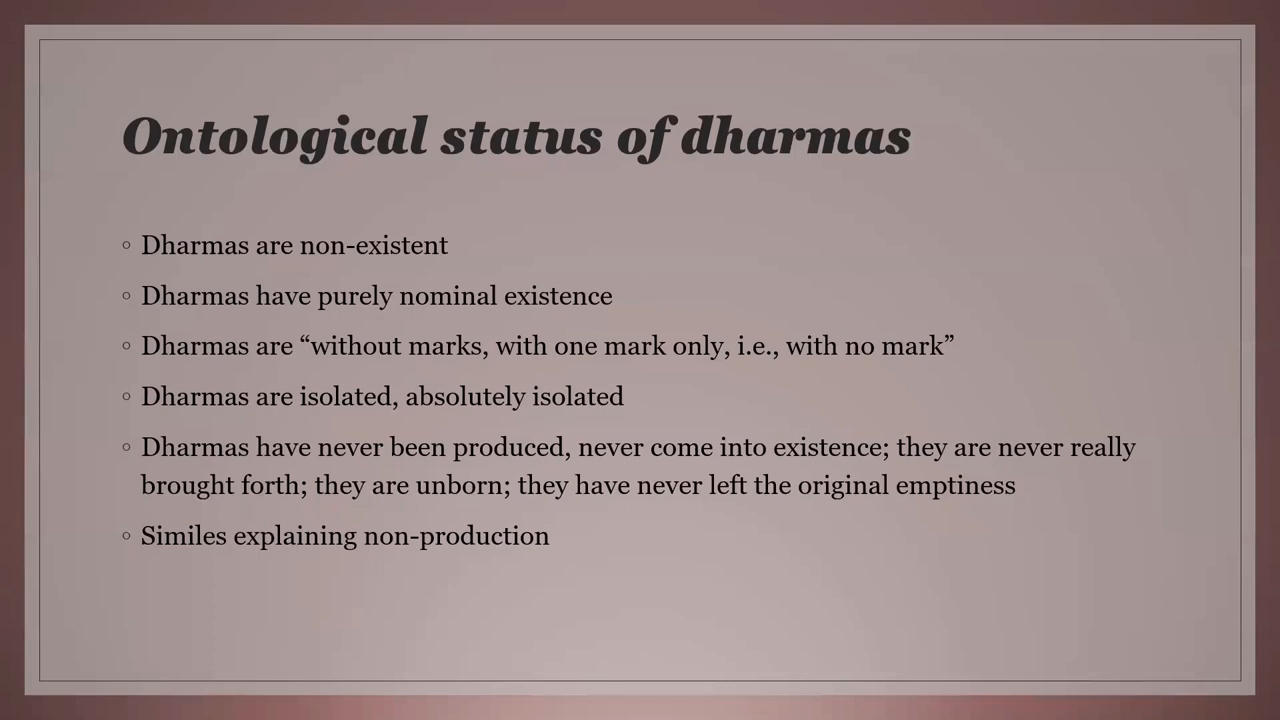 Ontological status of dharmas
◦ Dharmas are non-existent
◦ Dharmas have purely nominal existence
◦ Dharmas are “without marks, with one mark only, i.e., with no mark”
◦ Dharmas are isolated, absolutely isolated
◦ Dharmas have never been produced, never come into existence; they are never really
brought forth; they are unborn; they have never left the original emptiness
◦ Similes explaining non-production